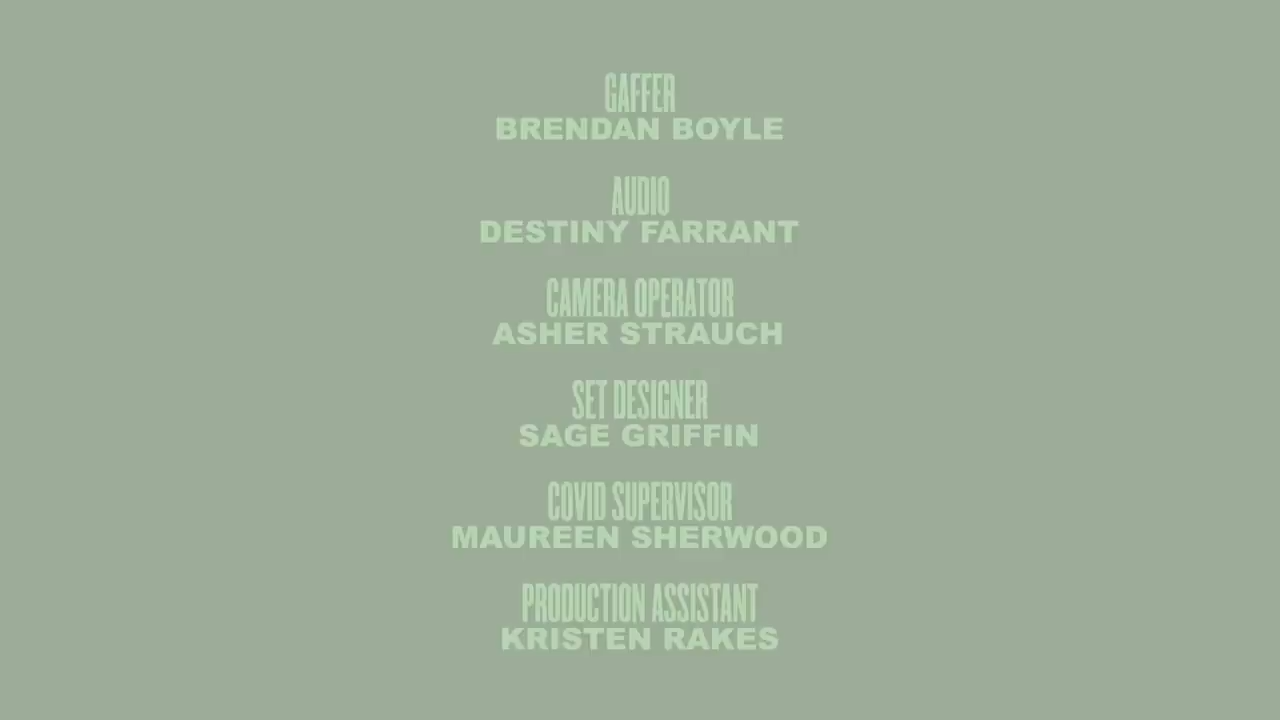 GAFFER
BRENDAN BOYLE
AUDIO
DESTINY FARRANT
CAMERA OPERATOR
ASHER STRAUCH
SET DESIGNER
SAGE GRIFFIN
COVID SUPERVISOR
MAUREEN SHERWOOD
PRODUCTION ASSISTANT
KRISTEN RAKES